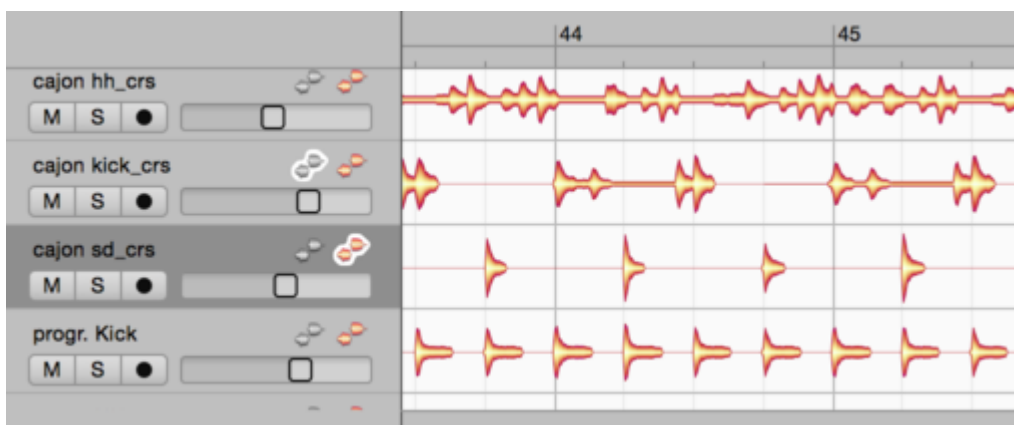 44 45
cajon hh_crs
M S
cajon kick_crs
M S
cajon sd_crs
M S
progr. Kick
M S